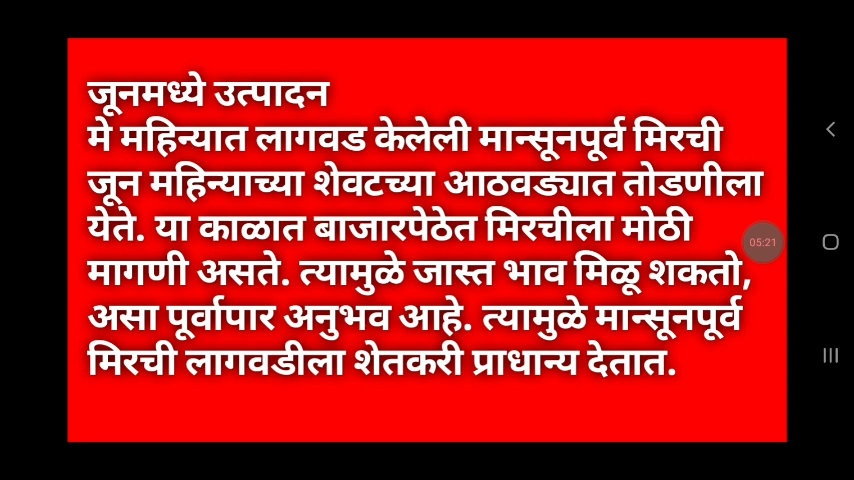 जूनमध्ये उत्पादन
मे महिन्यात लागवड केलेली मान्सूनपूर्व मिरची
जून महिन्याच्या शेवटच्या आठवड्यात तोडणीला
येते. या काळात बाजारपेठेत मिरचीला मोठी
मागणी असते. त्यामुळे जास्त भाव मिळू शकतो,
असा पूर्वापार अनुभव आहे. त्यामुळे मान्सूनपूर्व
मिरची लागवडीला शेतकरी प्राधान्य देतात.
05:21